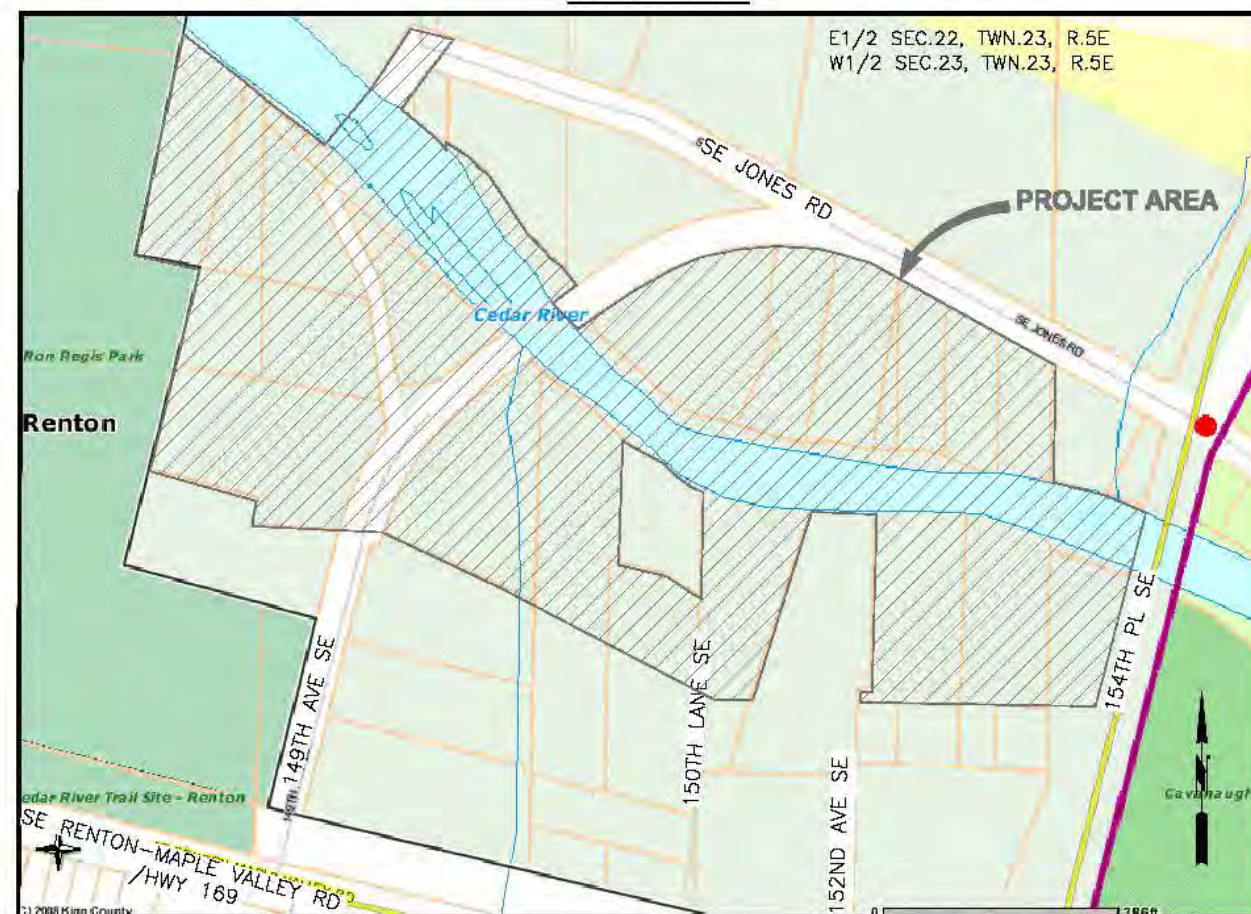 E1/2 SEC.22, TWN.23, R.5E
W1/2 SEC.23, TWN.23, R.5E
SE JONES RD
PROJECT AREA
Cedar River
SE JONES RD
Ron Regis Park
Renton
154TH PL SE
149TH AVE SE
150TH LANE SE
152ND AVE SE
edar River Trail Site - Renton
Cavanaugh
SE RENTON-MAPLE VALLEY RD
/HWY 169
N
(C) 2008 King County
0